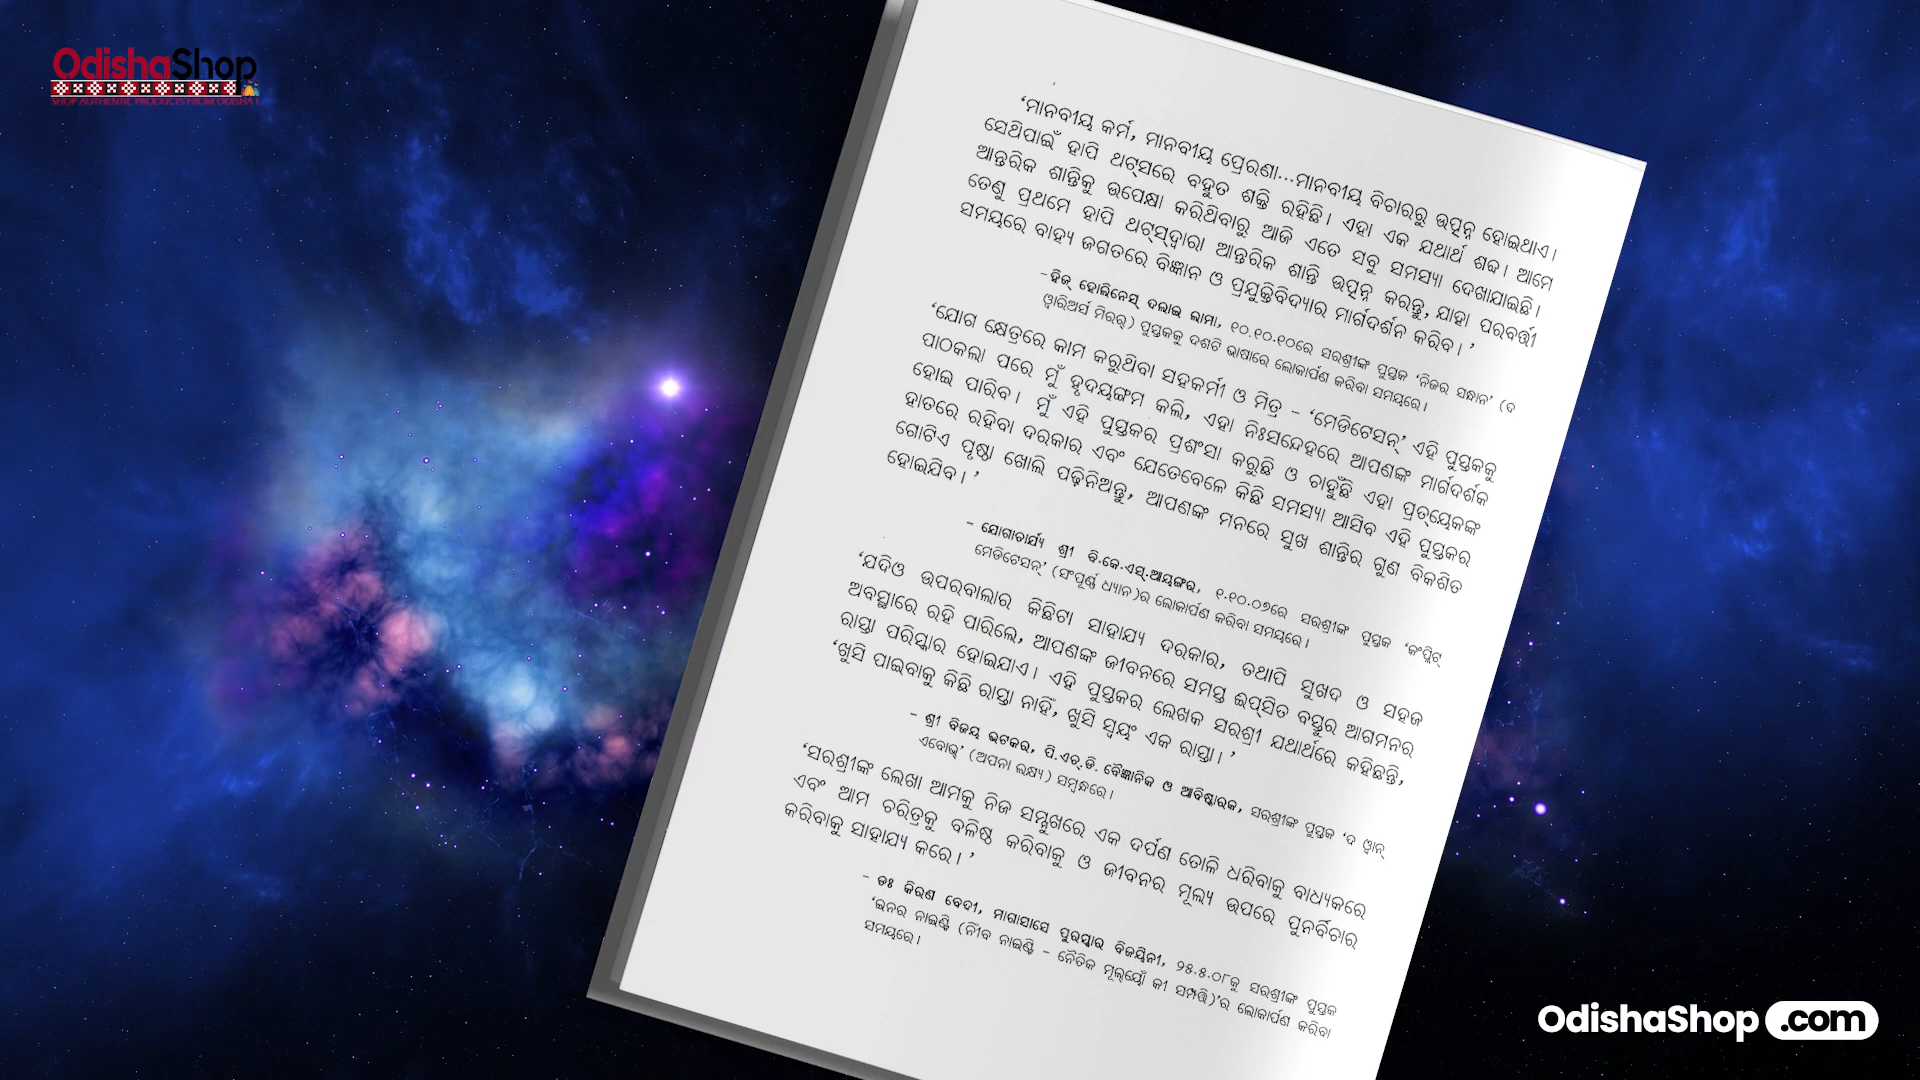 OdishaShop
SHOP AUTHENTIC PRODUCTS FROM ODISHA !
‘ମାନବୀୟ କର୍ମ, ମାନବୀୟ ପ୍ରେରଣା...ମାନବୀୟ ବିଚାରରୁ ଉତ୍ପନ୍ନ ହୋଇଥାଏ।
ସେଥିପାଇଁ ହାପି ଥଟ୍‌ସରେ ବହୁତ ଶକ୍ତି ରହିଛି। ଏହା ଏକ ଯଥାର୍ଥ ଶବ୍ଦ। ଆମେ
ଆନ୍ତରିକ ଶାନ୍ତିକୁ ଉପେକ୍ଷା କରିଥିବାରୁ ଆଜି ଏତେ ସବୁ ସମସ୍ୟା ଦେଖାଯାଇଛି।
ତେଣୁ ପ୍ରଥମେ ହାପି ଥଟ୍‌ସ୍‌ଦ୍ୱାରା ଆନ୍ତରିକ ଶାନ୍ତି ଉତ୍ପନ୍ନ କରନ୍ତୁ, ଯାହା ପରବର୍ତ୍ତୀ
ସମୟରେ ବାହ୍ୟ ଜଗତରେ ବିଜ୍ଞାନ ଓ ପ୍ରଯୁକ୍ତିବିଦ୍ୟାର ମାର୍ଗଦର୍ଶନ କରିବ।’
–ହିଜ୍ ହୋଲିନେସ୍ ଦଲାଇ ଲାମା, ୧୦.୧୦.୧୦ରେ ସରଶ୍ରୀଙ୍କ ପୁସ୍ତକ ‘ନିଜର ସନ୍ଧାନ’ (ଦ
ୱାରିଅର୍ସ ମିରର୍) ପୁସ୍ତକକୁ ଦଶଟି ଭାଷାରେ ଲୋକାର୍ପଣ କରିବା ସମୟରେ।
‘ଯୋଗ କ୍ଷେତ୍ରରେ କାମ କରୁଥିବା ସହକର୍ମୀ ଓ ମିତ୍ର – ‘ମେଡିଟେସନ୍’ ଏହି ପୁସ୍ତକକୁ
ପାଠକଲା ପରେ ମୁଁ ହୃଦୟଙ୍ଗମ କଲି, ଏହା ନିଃସନ୍ଦେହରେ ଆପଣଙ୍କ ମାର୍ଗଦର୍ଶକ
ହୋଇ ପାରିବ। ମୁଁ ଏହି ପୁସ୍ତକର ପ୍ରଶଂସା କରୁଛି ଓ ଚାହୁଁଛି ଏହା ପ୍ରତ୍ୟେକଙ୍କ
ହାତରେ ରହିବା ଦରକାର ଏବଂ ଯେତେବେଳେ କିଛି ସମସ୍ୟା ଆସିବ ଏହି ପୁସ୍ତକର
ଗୋଟିଏ ପୃଷ୍ଠା ଖୋଲି ପଢ଼ିନିଅନ୍ତୁ, ଆପଣଙ୍କ ମନରେ ସୁଖ ଶାନ୍ତିର ଗୁଣ ବିକଶିତ
ହୋଇଯିବ।’
– ଯୋଗାଚାର୍ଯ୍ୟ ଶ୍ରୀ ବି.କେ.ଏସ୍.ଆୟଙ୍ଗର, ୧.୧୦.୦୭ରେ ସରଶ୍ରୀଙ୍କ ପୁସ୍ତକ ‘କଂପ୍ଲିଟ୍
ମେଡିଟେସନ୍’ (ସଂପୂର୍ଣ୍ଣ ଧ୍ୟାନ)ର ଲୋକାର୍ପଣ କରିବା ସମୟରେ।
‘ଯଦିଓ ଉପରବାଲାର କିଛିଟା ସାହାଯ୍ୟ ଦରକାର, ତଥାପି ସୁଖଦ ଓ ସହଜ
ଅବସ୍ଥାରେ ରହି ପାରିଲେ, ଆପଣଙ୍କ ଜୀବନରେ ସମସ୍ତ ଈପ୍‌ସିତ ବସ୍ତୁର ଆଗମନର
ରାସ୍ତା ପରିସ୍କାର ହୋଇଯାଏ। ଏହି ପୁସ୍ତକର ଲେଖକ ସରଶ୍ରୀ ଯଥାର୍ଥରେ କହିଛନ୍ତି,
‘ଖୁସି ପାଇବାକୁ କିଛି ରାସ୍ତା ନାହିଁ, ଖୁସି ସ୍ୱୟଂ ଏକ ରାସ୍ତା।’
– ଶ୍ରୀ ବିଜୟ ଭଟକର, ପି.ଏଚ୍.ଡି. ବୈଜ୍ଞାନିକ ଓ ଆବିଷ୍କାରକ, ସରଶ୍ରୀଙ୍କ ପୁସ୍ତକ ‘ଦ ୱାନ୍
ଏବୋଭ୍’ (ଅପନା ଲକ୍ଷ୍ୟ) ସମ୍ବନ୍ଧରେ।
‘ସରଶ୍ରୀଙ୍କ ଲେଖା ଆମକୁ ନିଜ ସମ୍ମୁଖରେ ଏକ ଦର୍ପଣ ତୋଳି ଧରିବାକୁ ବାଧ୍ୟକରେ
ଏବଂ ଆମ ଚରିତ୍ରକୁ ବଳିଷ୍ଠ କରିବାକୁ ଓ ଜୀବନର ମୂଲ୍ୟ ଉପରେ ପୁନର୍ବିଚାର
କରିବାକୁ ସାହାଯ୍ୟ କରେ।’
– ଡଃ କିରଣ ବେଦୀ, ମାଗାସାସେ ପୁରସ୍କାର ବିଜୟିନୀ, ୨୫.୫.୦୮କୁ ସରଶ୍ରୀଙ୍କ ପୁସ୍ତକ
‘ଇନର ନାଇଣ୍ଟି (ନୀଂବ ନାଇଣ୍ଟି – ନୈତିକ ମୂଲ୍ୟୋଁ କୀ ସମ୍ପତ୍ତି)’ର ଲୋକାର୍ପଣ କରିବା
ସମୟରେ।
OdishaShop .com